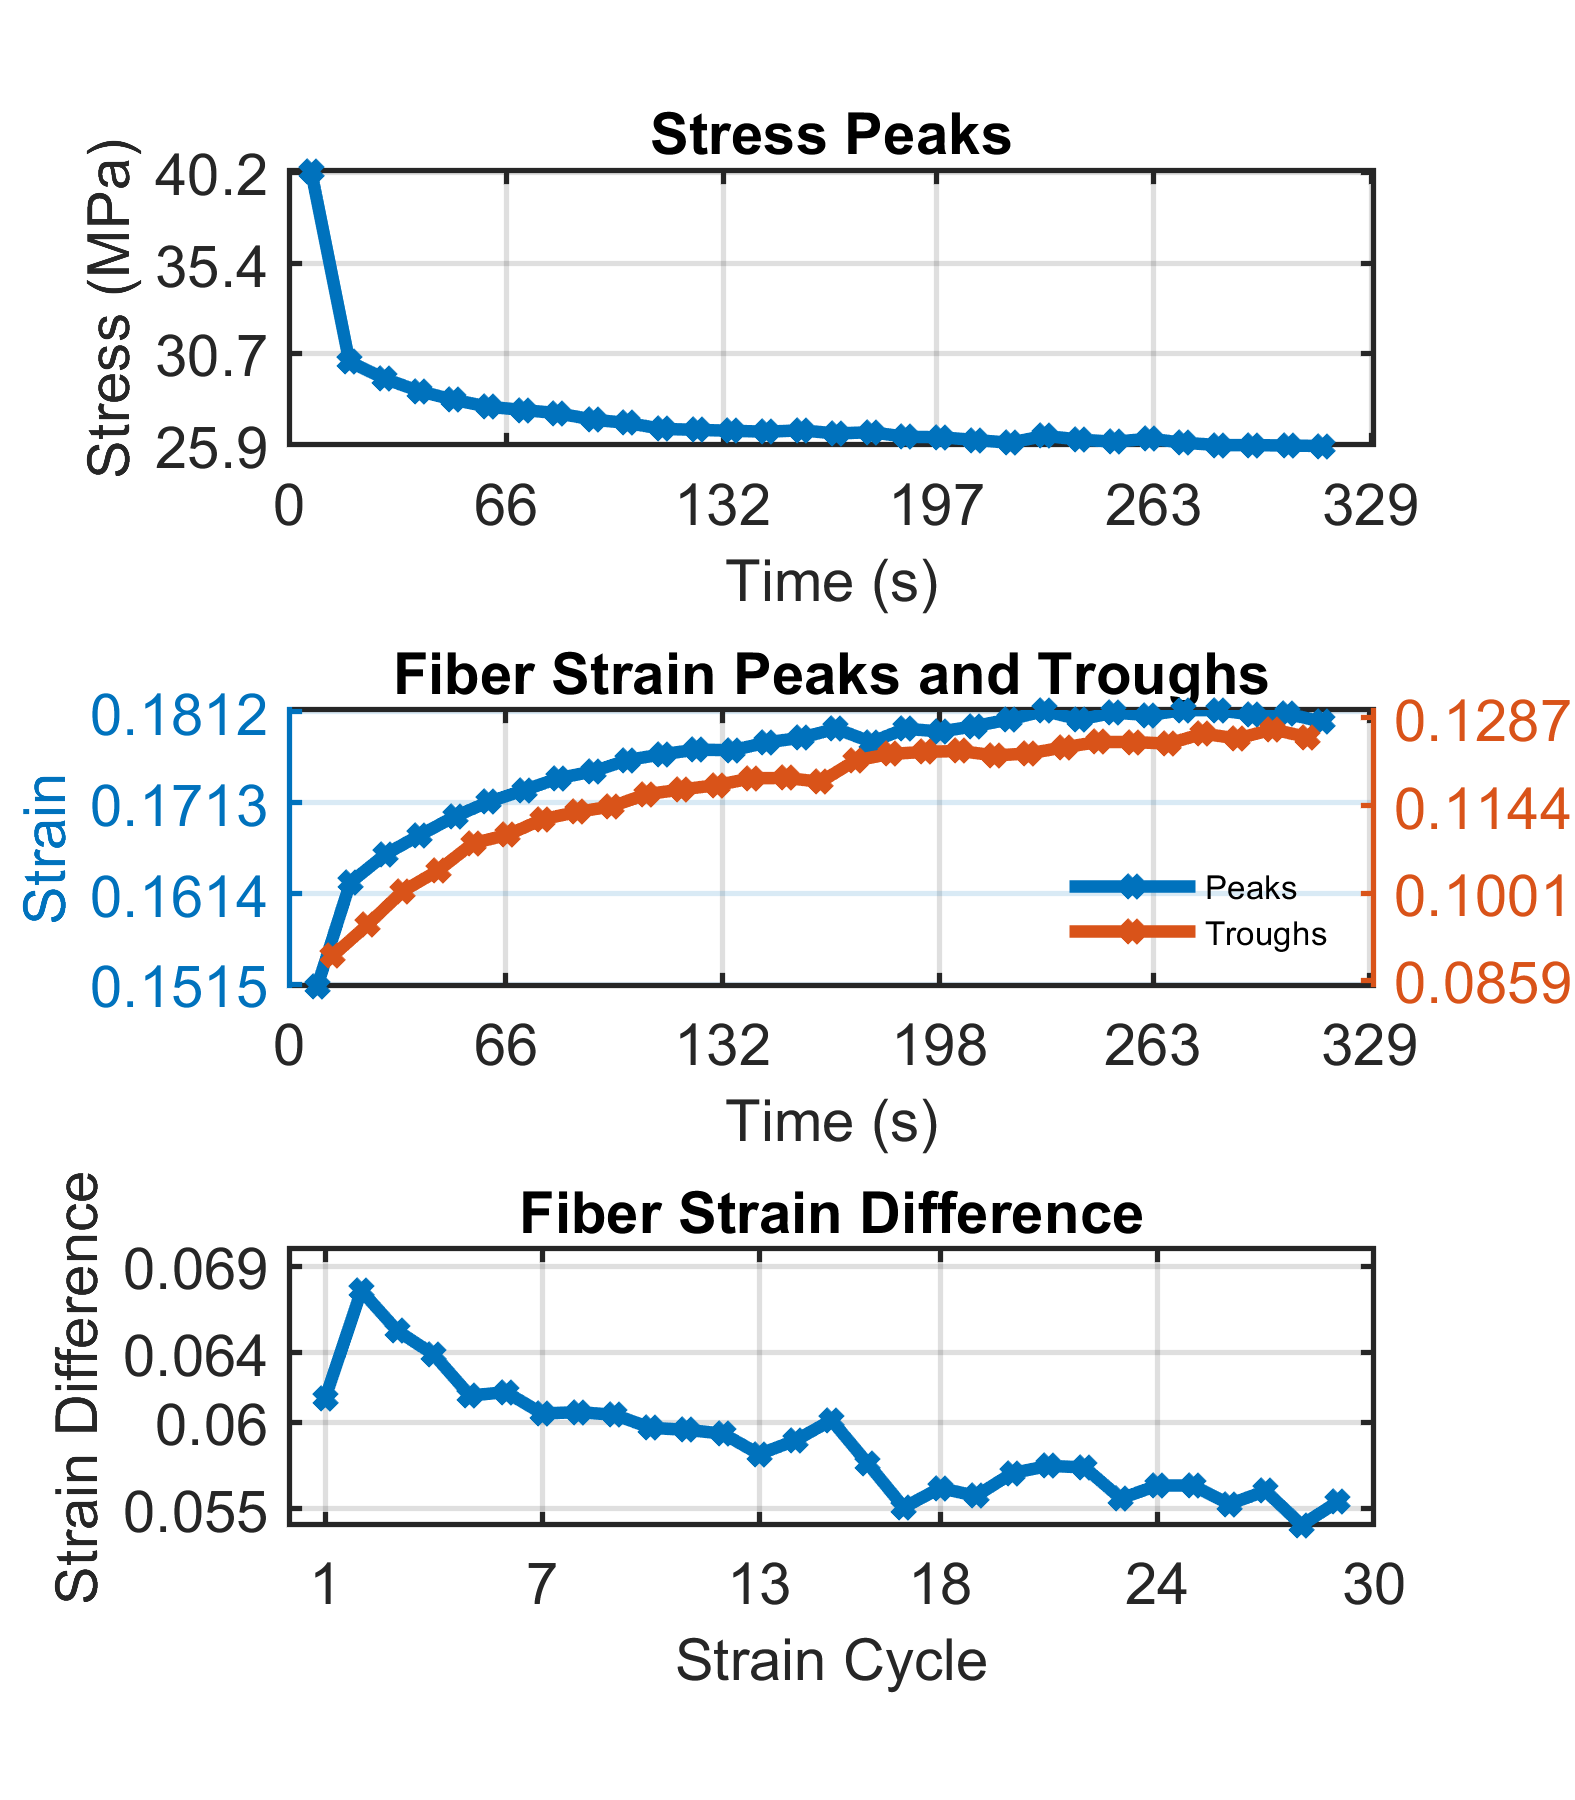 Stress Peaks
Stress (MPa)
40.2
35.4
30.7
25.9
0 66 132 197 263 329
Time (s)
Fiber Strain Peaks and Troughs
Strain
0.1812
0.1713
0.1614
0.1515
0.1287
0.1144
0.1001
0.0859
Peaks
Troughs
0 66 132 198 263 329
Time (s)
Fiber Strain Difference
Strain Difference
0.069
0.064
0.06
0.055
1 7 13 18 24 30
Strain Cycle